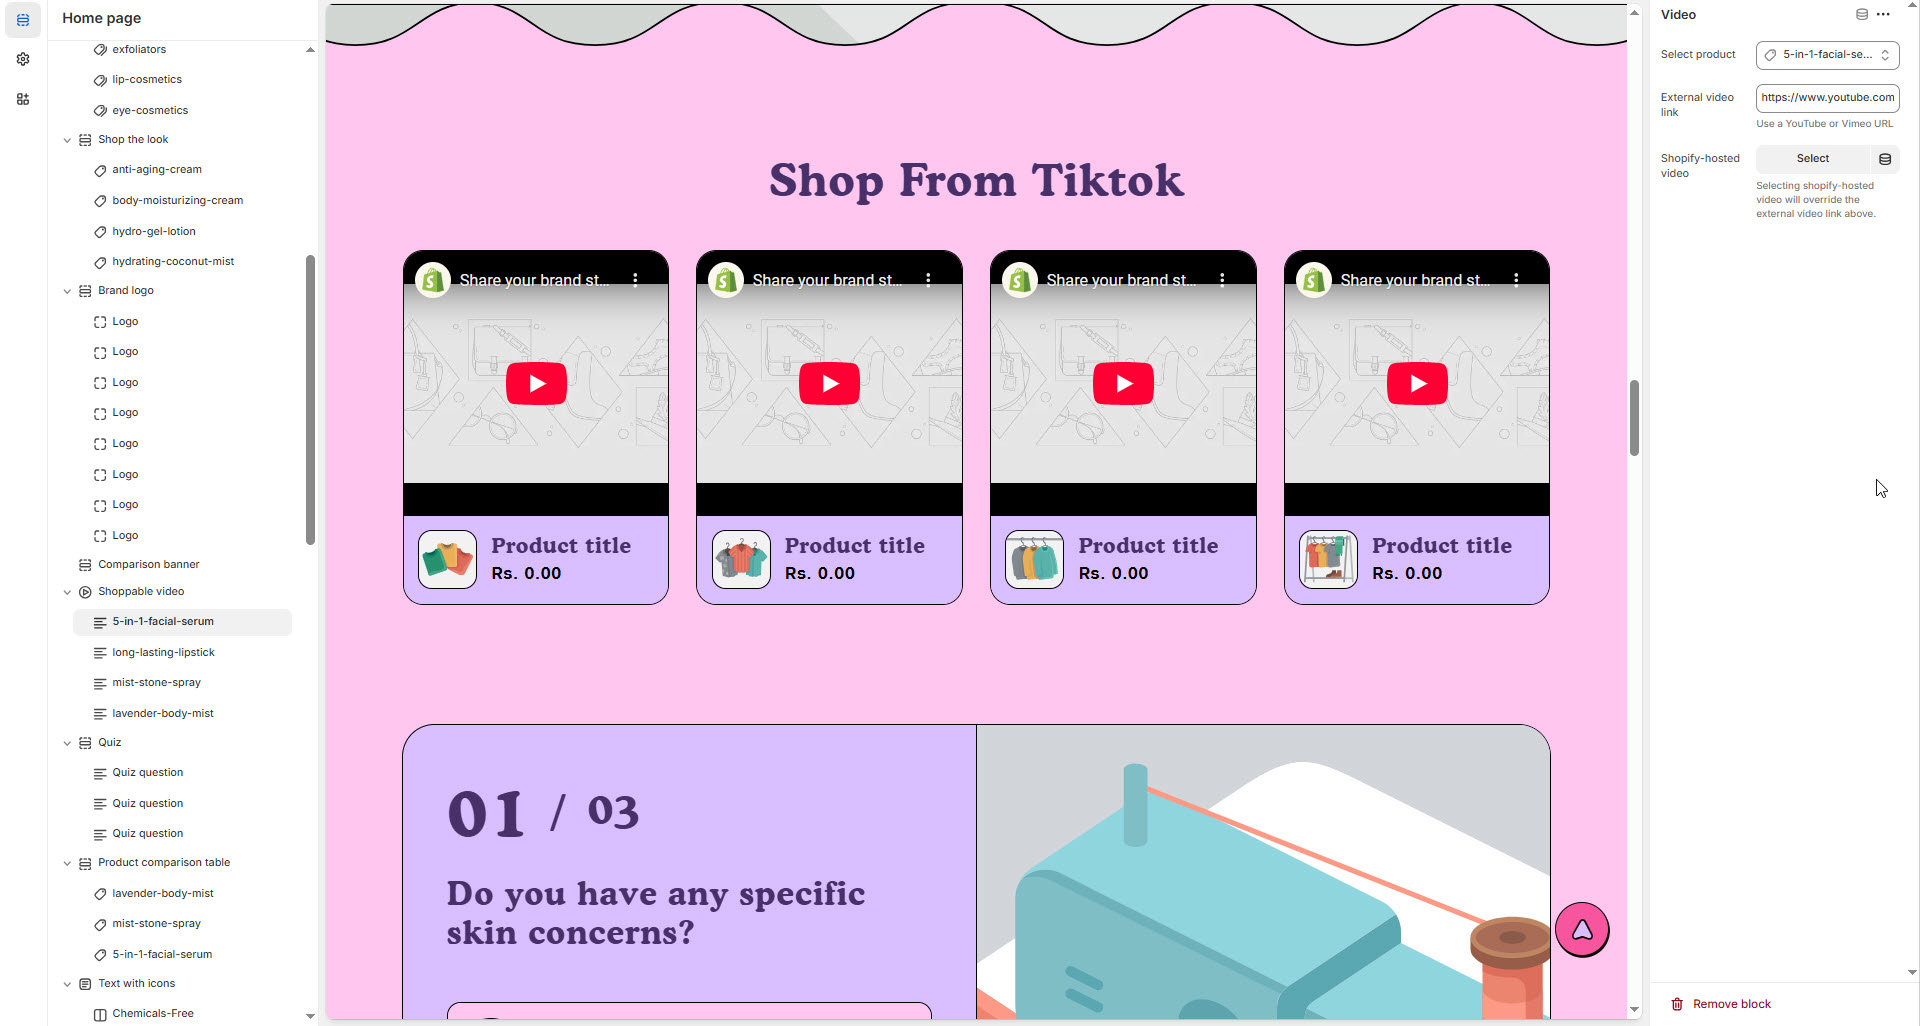 Home page
exfoliators
lip-cosmetics
eye-cosmetics
Shop the look
anti-aging-cream
body-moisturizing-cream
hydro-gel-lotion
hydrating-coconut-mist
Brand logo
Logo
Logo
Logo
Logo
Logo
Logo
Logo
Logo
Comparison banner
Shoppable video
5-in-1-facial-serum
long-lasting-lipstick
mist-stone-spray
lavender-body-mist
Quiz
Quiz question
Quiz question
Quiz question
Product comparison table
lavender-body-mist
mist-stone-spray
5-in-1-facial-serum
Text with icons
Chemicals-Free
Shop From Tiktok
Share your brand st...
Share your brand st...
Share your brand st...
Share your brand st...
Product title
Rs. 0.00
Product title
Rs. 0.00
Product title
Rs. 0.00
Product title
Rs. 0.00
01 / 03
Do you have any specific
skin concerns?
Video
Select product
5-in-1-facial-se...
External video
link
https://www.youtube.com
Use a YouTube or Vimeo URL
Shopify-hosted
video
Select
Selecting shopify-hosted
video will override the
external video link above.
Remove block